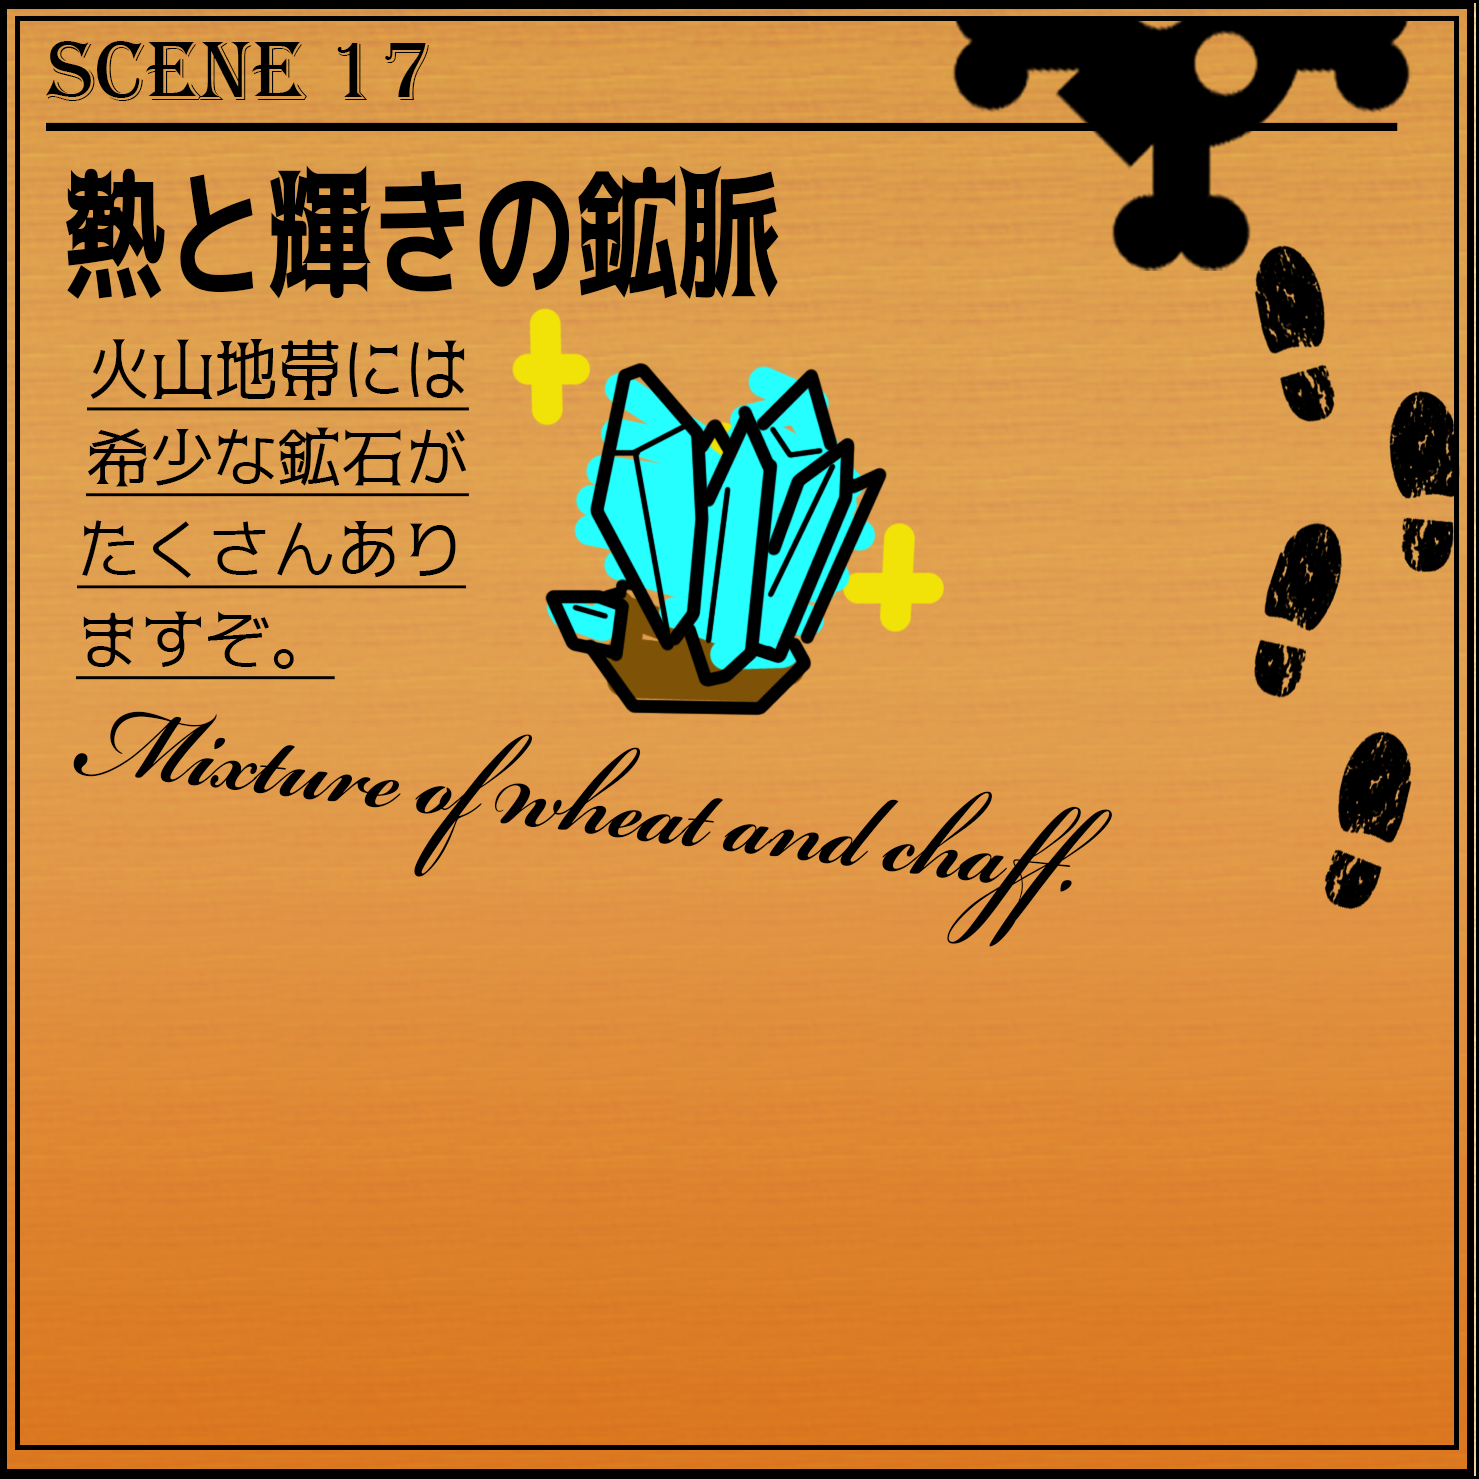 SCENE 17
熱と輝きの鉱脈
火山地帯には
希少な鉱石が
たくさんあり
ますぞ。
Mixture of wheat and chaff.